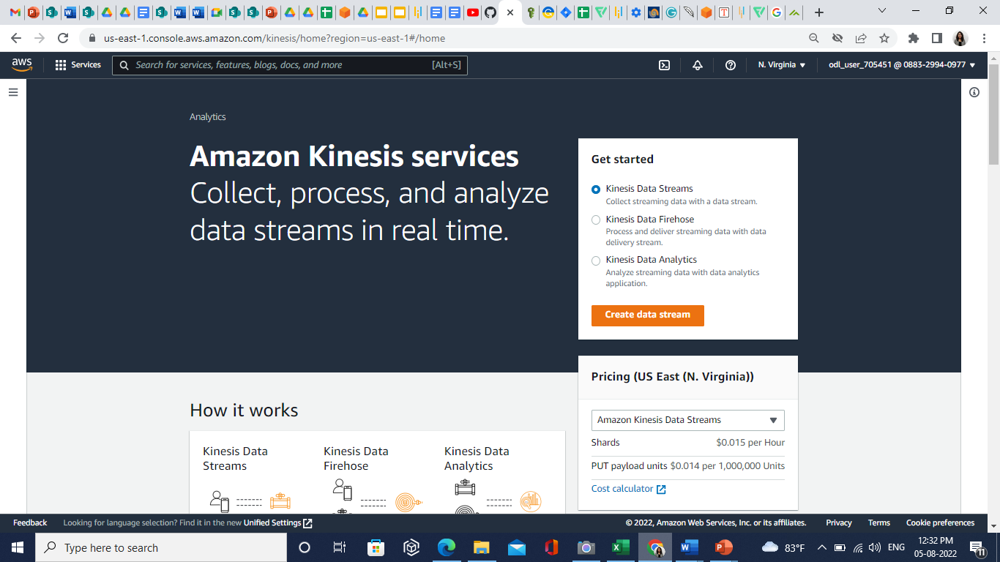 us-east-1.console.aws.amazon.com/kinesis/home?region=us-east-1#/home
aws
Services
Search for services, features, blogs, docs, and more
[Alt+S]
N. Virginia
odl_user_705451 @ 0883-2994-0977
Analytics
Amazon Kinesis services
Collect, process, and analyze
data streams in real time.
Get started
Kinesis Data Streams
Collect streaming data with a data stream.
Kinesis Data Firehose
Process and deliver streaming data with data
delivery stream.
Kinesis Data Analytics
Analyze streaming data with data analytics
application.
Create data stream
Pricing (US East (N. Virginia))
Amazon Kinesis Data Streams
Shards $0.015 per Hour
PUT payload units $0.014 per 1,000,000 Units
Cost calculator
How it works
Kinesis Data
Streams
Kinesis Data
Firehose
Kinesis Data
Analytics
Feedback
Looking for language selection? Find it in the new Unified Settings
© 2022, Amazon Web Services, Inc. or its affiliates.
Privacy
Terms
Cookie preferences
Type here to search
83°F
ENG
12:32 PM
05-08-2022
11